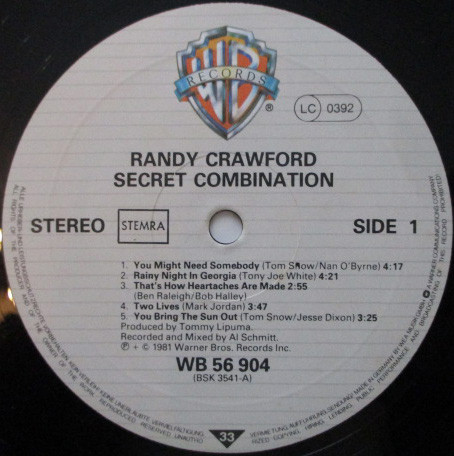 WB
RECORDS
®
LC 0392
RANDY CRAWFORD
SECRET COMBINATION
STEREO STEMRA SIDE 1
1. You Might Need Somebody (Tom Snow/Nan O'Byrne) 4:17
2. Rainy Night In Georgia (Tony Joe White) 4:21
3. That's How Heartaches are Made 2:55
(Ben Raleigh/Bob Halley)
4. Two Lives (Mark Jordan) 3:47
5. You Bring The Sun Out (Tom Snow/Jesse Dixon) 3:25
Produced by Tommy Lipuma.
Recorded and Mixed by Al Schmitt.
℗ + © 1981 Warner Bros. Records Inc.
WB 56 904
(BSK 3541-A)
33